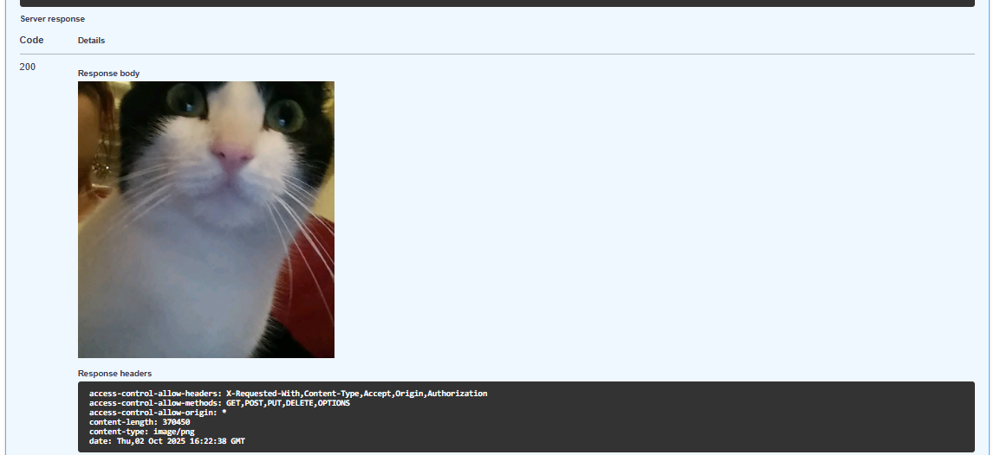 Server response
Code Details
200
Response body
Response headers
access-control-allow-headers: X-Requested-With,Content-Type,Accept,Origin,Authorization
access-control-allow-methods: GET,POST,PUT,DELETE,OPTIONS
access-control-allow-origin: *
content-length: 370450
content-type: image/png
date: Thu,02 Oct 2025 16:22:38 GMT